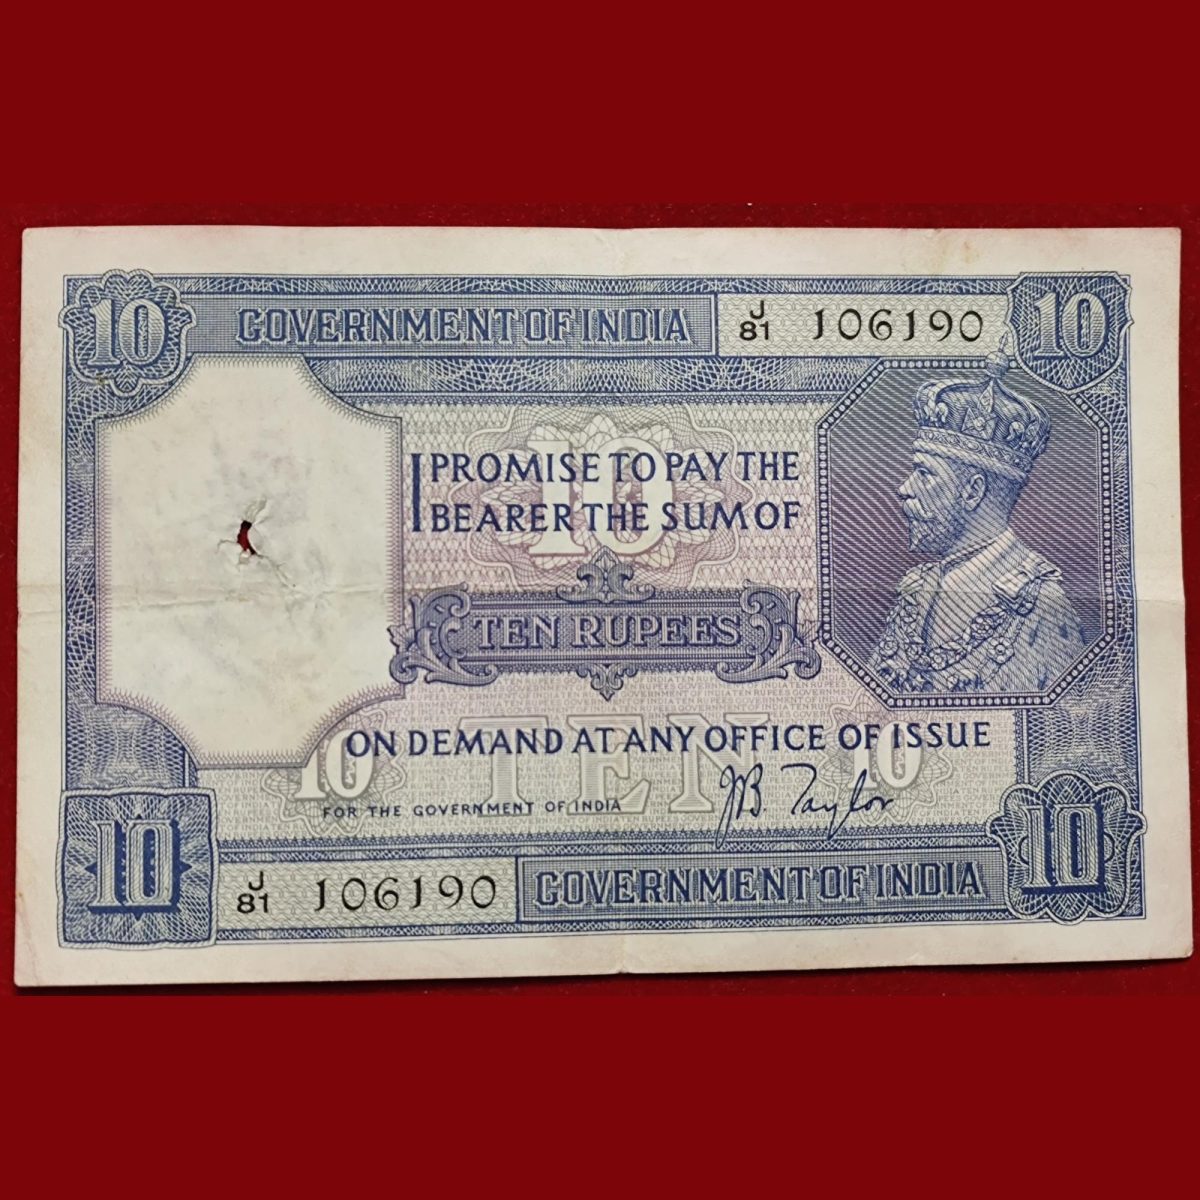 10 GOVERNMENT OF INDIA J/81 106190 10
10
I PROMISE TO PAY THE
BEARER THE SUM OF
TEN RUPEES
TEN
10 10
ON DEMAND AT ANY OFFICE OF ISSUE
FOR THE GOVERNMENT OF INDIA JB. Taylor
10 J/81 106190 GOVERNMENT OF INDIA 10